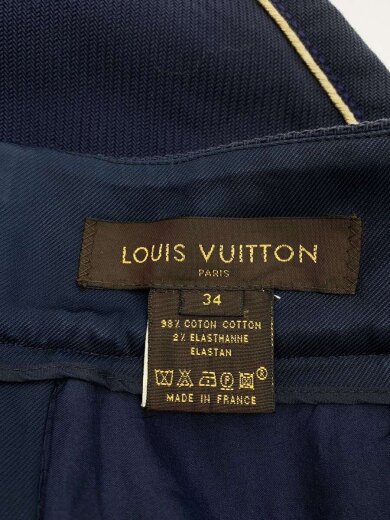 LOUIS VUITTON
PARIS
34
98% COTON COTTON
2% ELASTHANNE
ELASTAN
P
®
MADE IN FRANCE